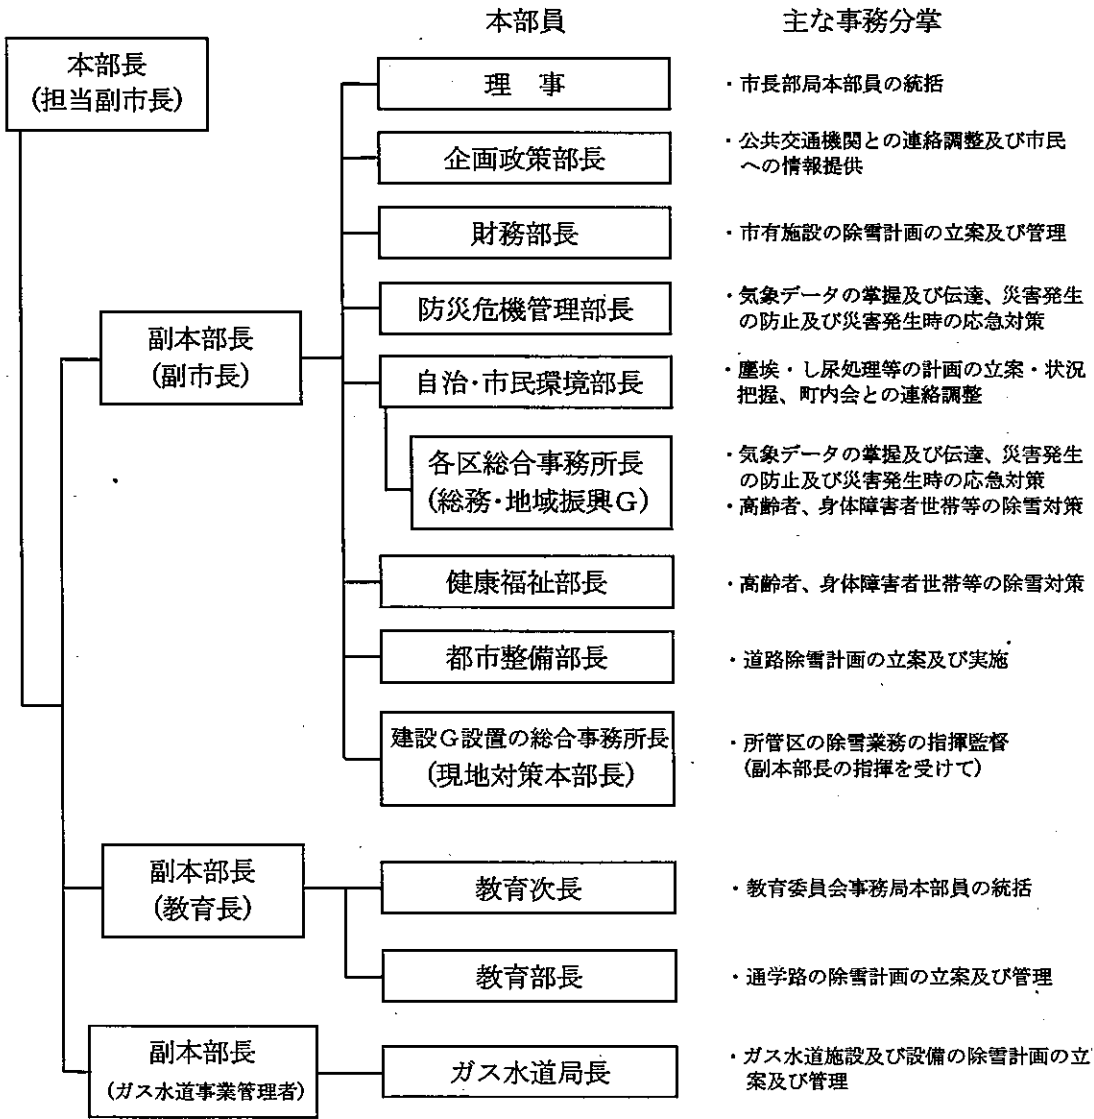 本部員 主な事務分掌
本部長
(担当副市長)
理 事
・市長部局本部員の統括
企画政策部長
・公共交通機関との連絡調整及び市民
への情報提供
財務部長
・市有施設の除雪計画の立案及び管理
防災危機管理部長
・気象データの掌握及び伝達、災害発生
の防止及び災害発生時の応急対策
副本部長
(副市長)
自治・市民環境部長
・塵埃・し尿処理等の計画の立案・状況
把握、町内会との連絡調整
各区総合事務所長
(総務・地域振興G)
・気象データの掌握及び伝達、災害発生
の防止及び災害発生時の応急対策
・高齢者、身体障害者世帯等の除雪対策
健康福祉部長
・高齢者、身体障害者世帯等の除雪対策
都市整備部長
・道路除雪計画の立案及び実施
建設G設置の総合事務所長
(現地対策本部長)
・所管区の除雪業務の指揮監督
(副本部長の指揮を受けて)
副本部長
(教育長)
教育次長
・教育委員会事務局本部員の統括
教育部長
・通学路の除雪計画の立案及び管理
副本部長
(ガス水道事業管理者)
ガス水道局長
・ガス水道施設及び設備の除雪計画の立
案及び管理